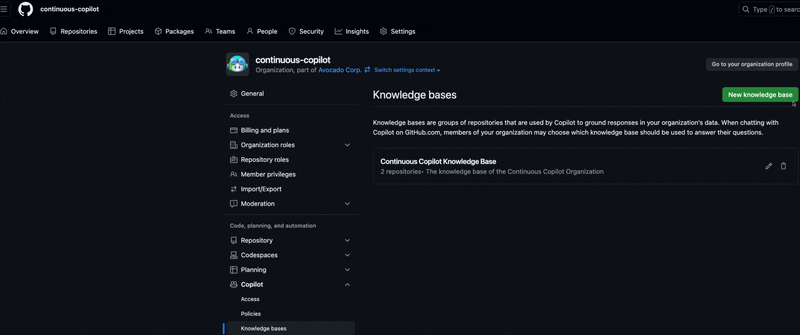 continuous-copilot
Type / to searc
Overview
Repositories
Projects
Packages
Teams
People
Security
Insights
Settings
continuous-copilot
Organization, part of Avocado Corp. Switch settings context
Go to your organization profile
General
Access
Billing and plans
Organization roles
Repository roles
Member privileges
Import/Export
Moderation
Code, planning, and automation
Repository
Codespaces
Planning
Copilot
Access
Policies
Knowledge bases
Knowledge bases
New knowledge base
Knowledge bases are groups of repositories that are used by Copilot to ground responses in your organization's data. When chatting with
Copilot on GitHub.com, members of your organization may choose which knowledge base should be used to answer their questions.
Continuous Copilot Knowledge Base
2 repositories • The knowledge base of the Continuous Copilot Organization